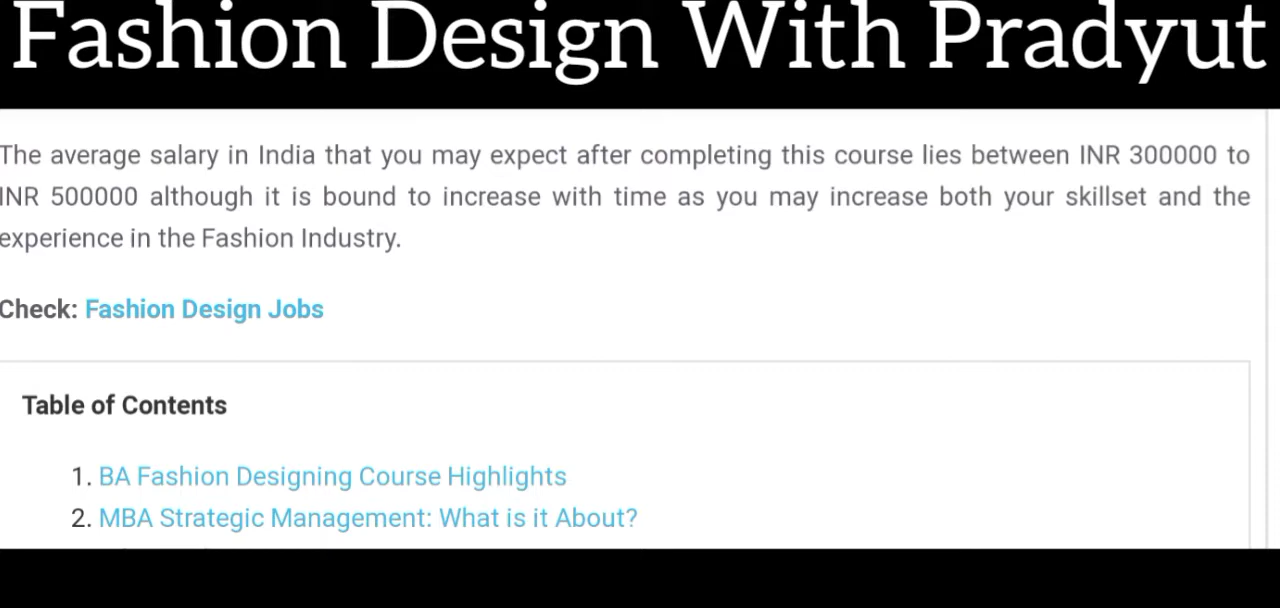 Fashion Design With Pradyut
The average salary in India that you may expect after completing this course lies between INR 300000 to
INR 500000 although it is bound to increase with time as you may increase both your skillset and the
experience in the Fashion Industry.
Check: Fashion Design Jobs
Table of Contents
1. BA Fashion Designing Course Highlights
2. MBA Strategic Management: What is it About?